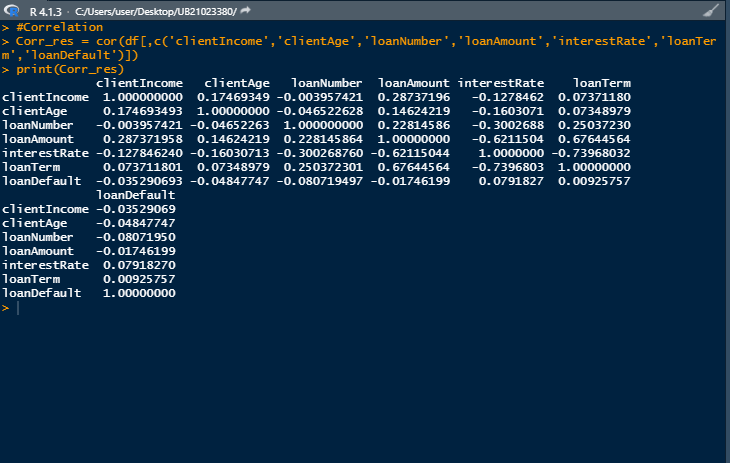 R 4.1.3 · C:/Users/user/Desktop/UB21023380/
> #Correlation
> Corr_res = cor(df[,c('clientIncome','clientAge','loanNumber','loanAmount','interestRate','loanTer
m','loanDefault')])
> print(Corr_res)
clientIncome clientAge loanNumber loanAmount interestRate loanTerm
clientIncome 1.000000000 0.17469349 -0.003957421 0.28737196 -0.1278462 0.07371180
clientAge 0.174693493 1.00000000 -0.046522628 0.14624219 -0.1603071 0.07348979
loanNumber -0.003957421 -0.04652263 1.000000000 0.22814586 -0.3002688 0.25037230
loanAmount 0.287371958 0.14624219 0.228145864 1.00000000 -0.6211504 0.67644564
interestRate -0.127846240 -0.16030713 -0.300268760 -0.62115044 1.0000000 -0.73968032
loanTerm 0.073711801 0.07348979 0.250372301 0.67644564 -0.7396803 1.00000000
loanDefault -0.035290693 -0.04847747 -0.080719497 -0.01746199 0.0791827 0.00925757
loanDefault
clientIncome -0.03529069
clientAge -0.04847747
loanNumber -0.08071950
loanAmount -0.01746199
interestRate 0.07918270
loanTerm 0.00925757
loanDefault 1.00000000
>